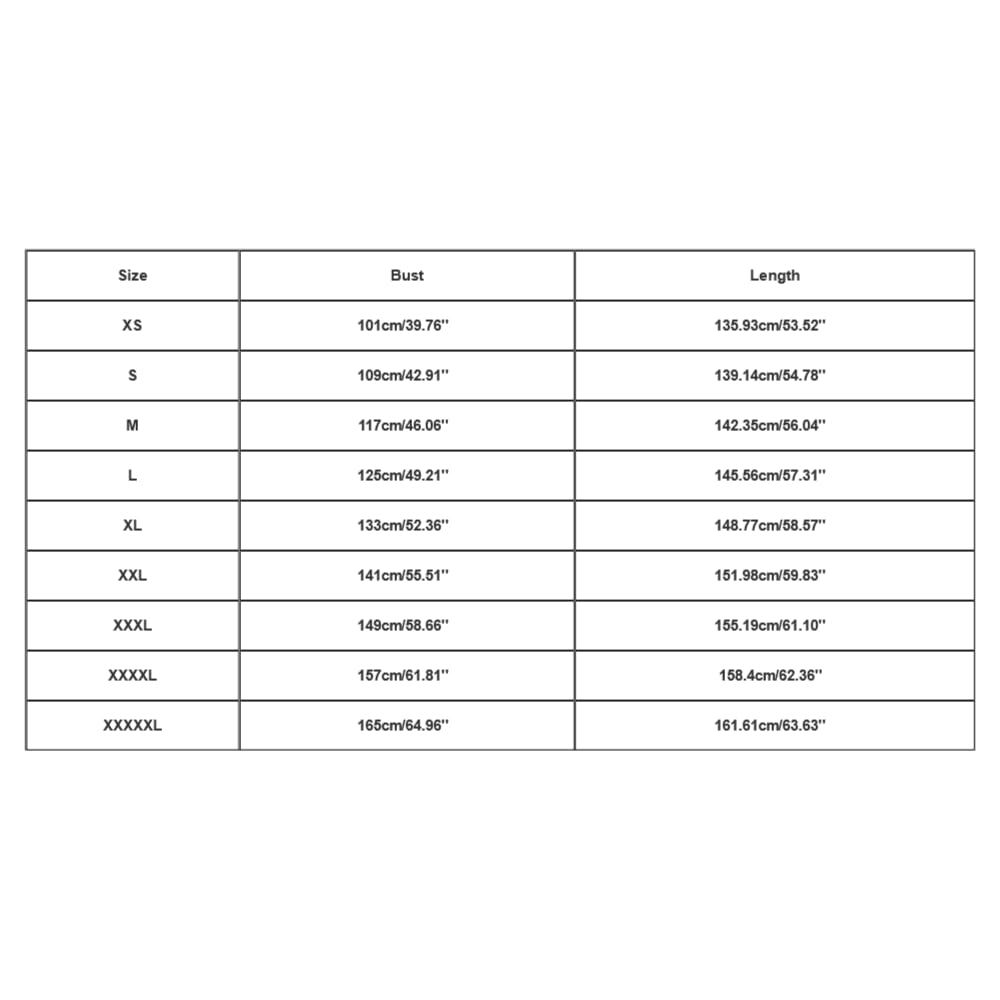 Size Bust Length
XS 101cm/39.76'' 135.93cm/53.52''
S 109cm/42.91'' 139.14cm/54.78''
M 117cm/46.06'' 142.35cm/56.04''
L 125cm/49.21'' 145.56cm/57.31''
XL 133cm/52.36'' 148.77cm/58.57''
XXL 141cm/55.51'' 151.98cm/59.83''
XXXL 149cm/58.66'' 155.19cm/61.10''
XXXXL 157cm/61.81'' 158.4cm/62.36''
XXXXXL 165cm/64.96'' 161.61cm/63.63''